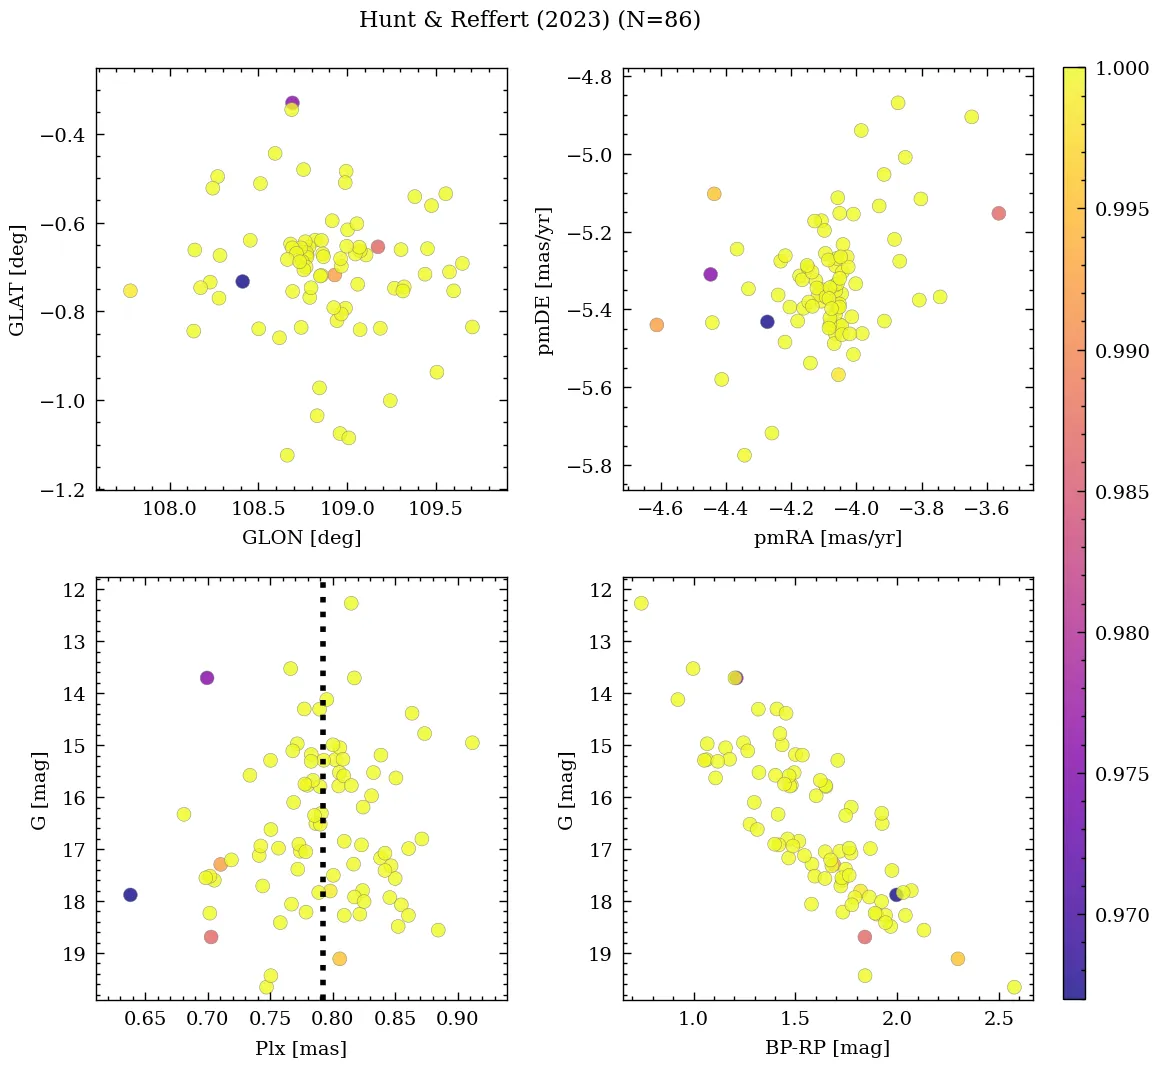 Hunt & Reffert (2023) (N=86)
−0.4
−0.6
−0.8
−1.0
−1.2
GLAT [deg]
108.0 108.5 109.0 109.5
GLON [deg]
−4.8
−5.0
−5.2
−5.4
−5.6
−5.8
pmDE [mas/yr]
−4.6 −4.4 −4.2 −4.0 −3.8 −3.6
pmRA [mas/yr]
12
13
14
15
16
17
18
19
G [mag]
0.65 0.70 0.75 0.80 0.85 0.90
Plx [mas]
12
13
14
15
16
17
18
19
G [mag]
1.0 1.5 2.0 2.5
BP-RP [mag]
1.000
0.995
0.990
0.985
0.980
0.975
0.970